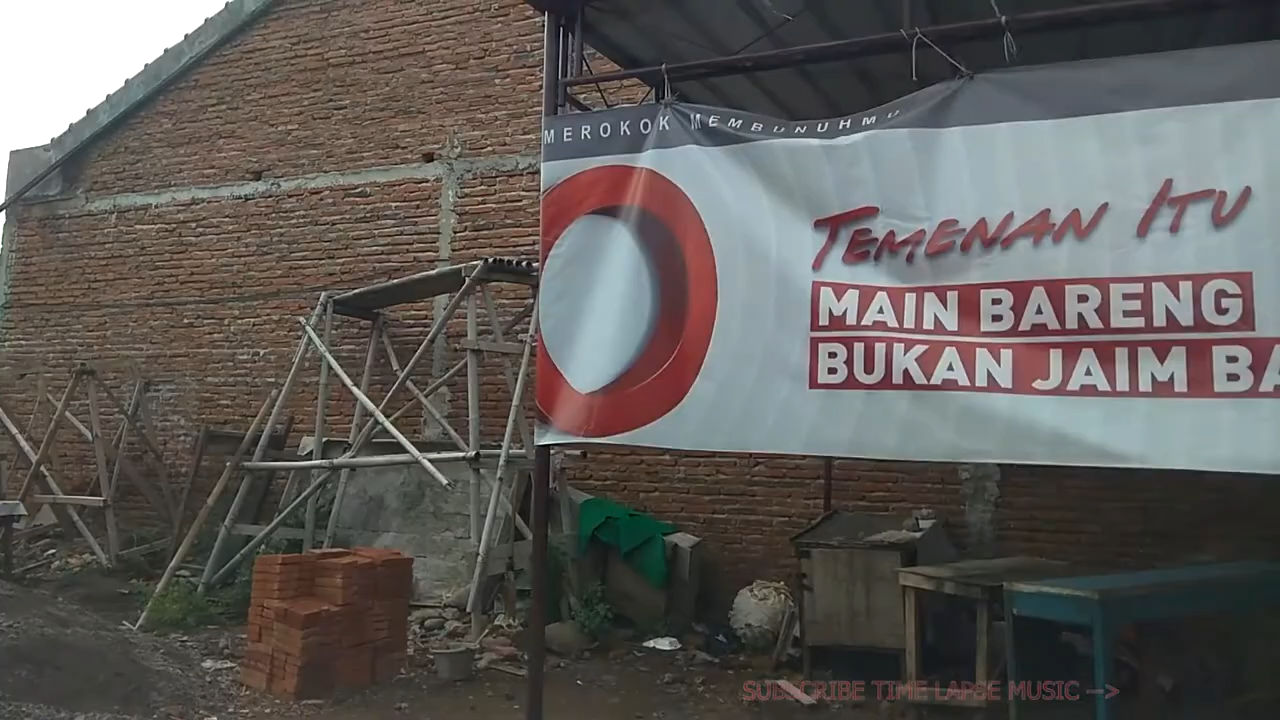 MEROKOK MEMBUNUHMU
TEMENAN ITU
MAIN BARENG
BUKAN JAIM BA
SUBSCRIBE TIME LAPSE MUSIC -->